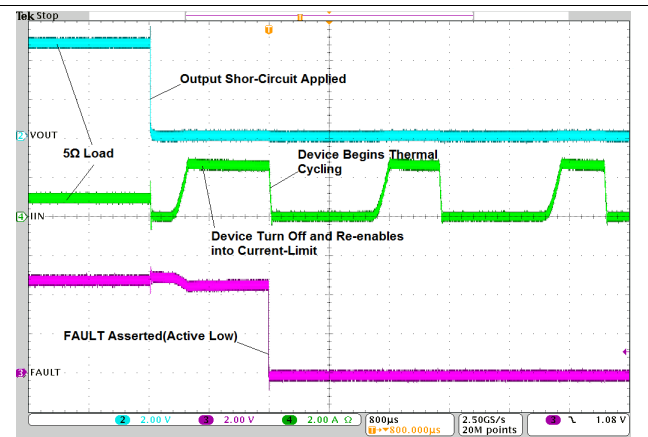 Tek Stop
T
T
Output Shor-Circuit Applied
2 VOUT
5Ω Load
Device Begins Thermal
Cycling
4 IIN
Device Turn Off and Re-enables
into Current-Limit
FAULT Asserted(Active Low)
3 FAULT
2 2.00 V 3 2.00 V 4 2.00 A Ω 800µs 2.50GS/s 3 1.08 V
T 800.000µs 20M points